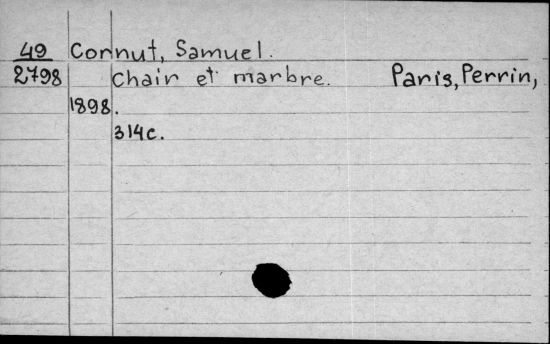 49 Cornut, Samuel.
2798 Chair et marbre. Paris, Perrin,
1898.
314c.